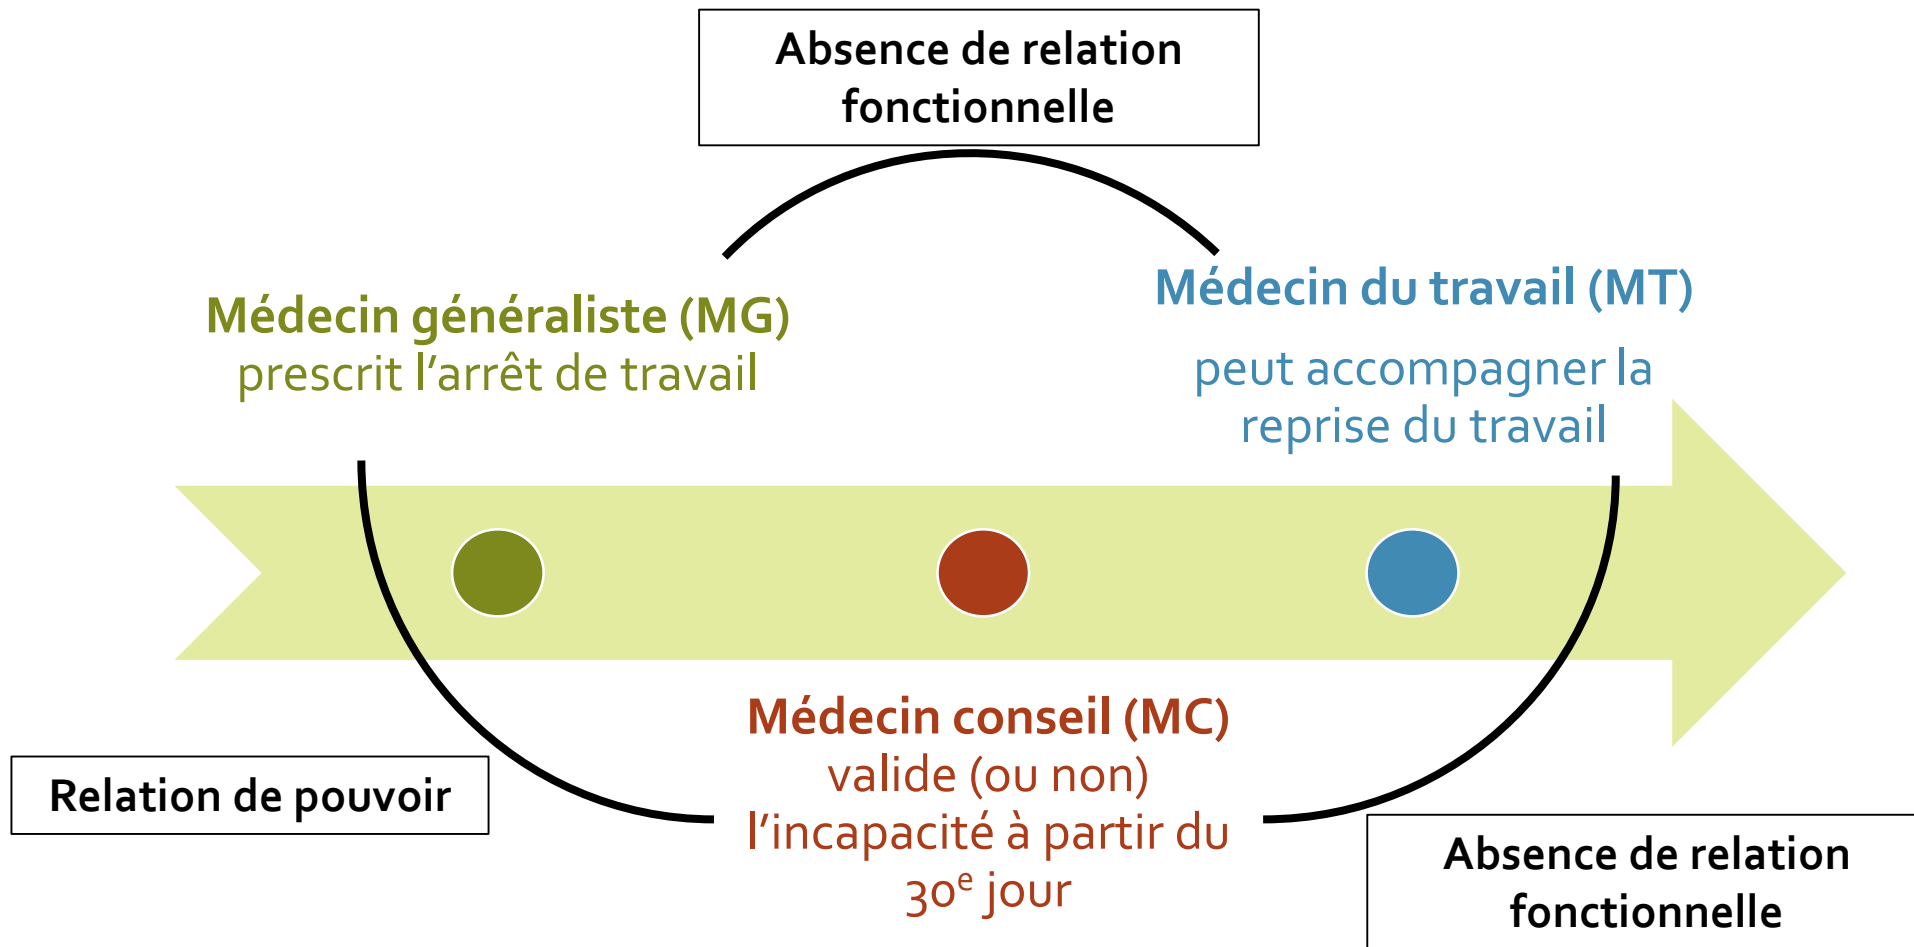 Absence de relation
fonctionnelle
Médecin généraliste (MG)
prescrit l'arrêt de travail
Médecin du travail (MT)
peut accompagner la
reprise du travail
Médecin conseil (MC)
valide (ou non)
l'incapacité à partir du
30e jour
Relation de pouvoir
Absence de relation
fonctionnelle